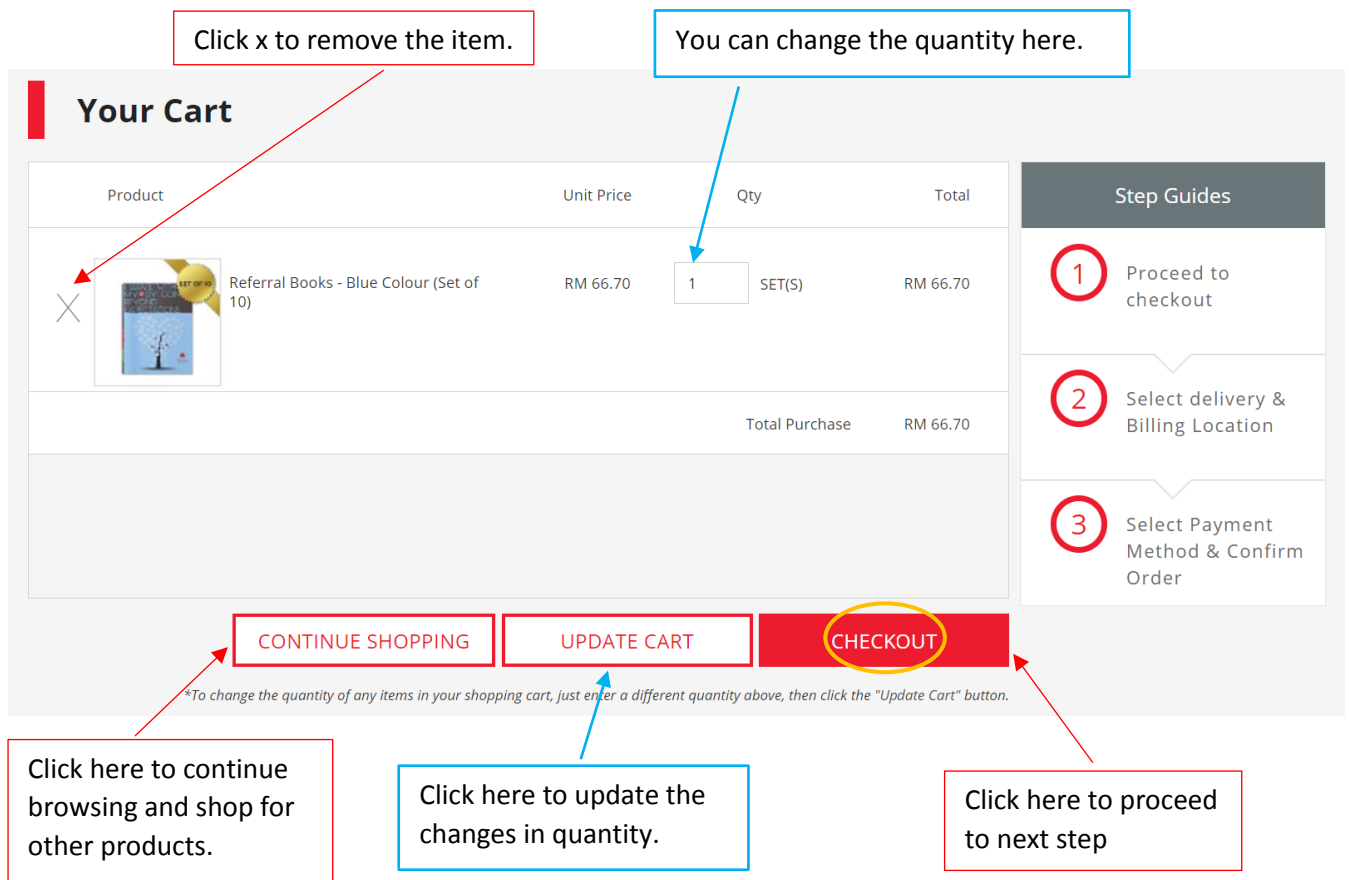 Click x to remove the item.
You can change the quantity here.
Your Cart
Product
Unit Price
Qty
Total
Step Guides
SET OF 10
Referral Books - Blue Colour (Set of
10)
RM 66.70
1
SET(S)
RM 66.70
1
Proceed to
checkout
Total Purchase
RM 66.70
2
Select delivery &
Billing Location
3
Select Payment
Method & Confirm
Order
CONTINUE SHOPPING
UPDATE CART
CHECKOUT
*To change the quantity of any items in your shopping cart, just enter a different quantity above, then click the "Update Cart" button.
Click here to continue
browsing and shop for
other products.
Click here to update the
changes in quantity.
Click here to proceed
to next step